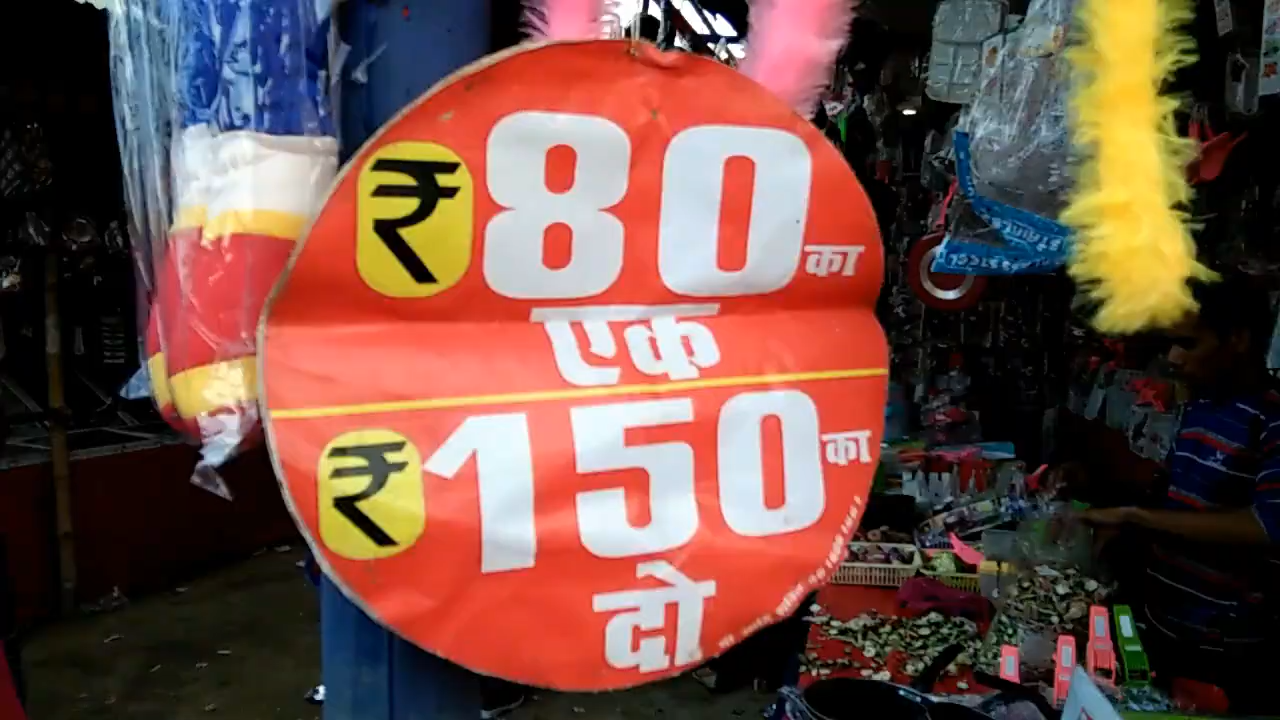 ₹ 80 का
एक
₹ 150 का
दो